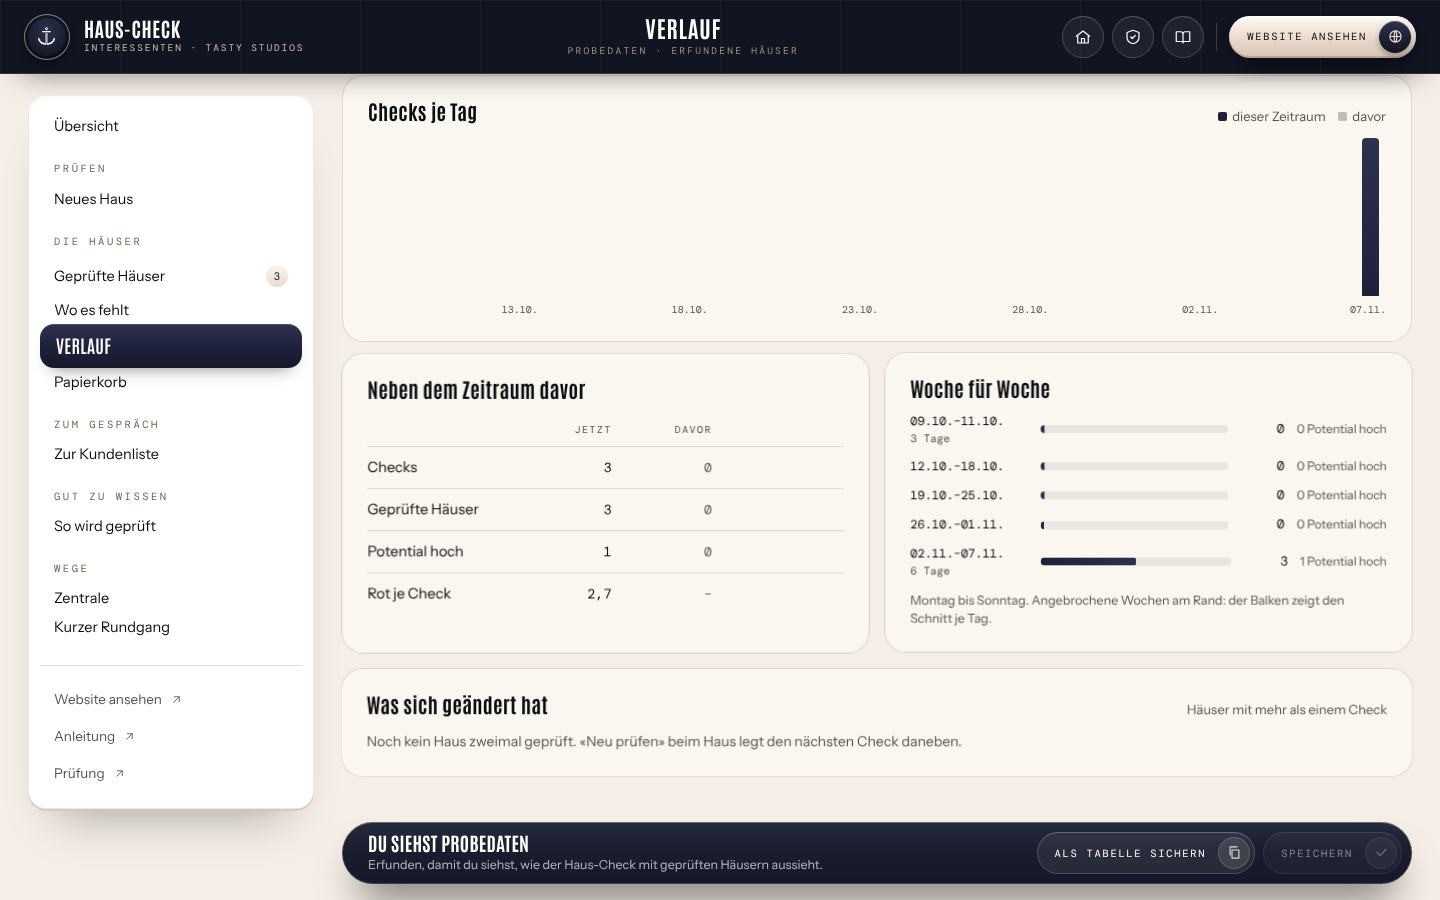 HAUS-CHECK
INTERESSENTEN · TASTY STUDIOS
VERLAUF
PROBEDATEN · ERFUNDENE HÄUSER
WEBSITE ANSEHEN
Übersicht
PRÜFEN
Neues Haus
DIE HÄUSER
Geprüfte Häuser 3
Wo es fehlt
VERLAUF
Papierkorb
ZUM GESPRÄCH
Zur Kundenliste
GUT ZU WISSEN
So wird geprüft
WEGE
Zentrale
Kurzer Rundgang
Website ansehen
Anleitung
Prüfung
Checks je Tag
dieser Zeitraum davor
13.10. 18.10. 23.10. 28.10. 02.11. 07.11.
Neben dem Zeitraum davor
JETZT DAVOR
Checks 3 0
Geprüfte Häuser 3 0
Potential hoch 1 0
Rot je Check 2,7 –
Woche für Woche
09.10.–11.10. 0 0 Potential hoch
3 Tage
12.10.–18.10. 0 0 Potential hoch
19.10.–25.10. 0 0 Potential hoch
26.10.–01.11. 0 0 Potential hoch
02.11.–07.11. 3 1 Potential hoch
6 Tage
Montag bis Sonntag. Angebrochene Wochen am Rand: der Balken zeigt den
Schnitt je Tag.
Was sich geändert hat
Häuser mit mehr als einem Check
Noch kein Haus zweimal geprüft. «Neu prüfen» beim Haus legt den nächsten Check daneben.
DU SIEHST PROBEDATEN
Erfunden, damit du siehst, wie der Haus-Check mit geprüften Häusern aussieht.
ALS TABELLE SICHERN
SPEICHERN